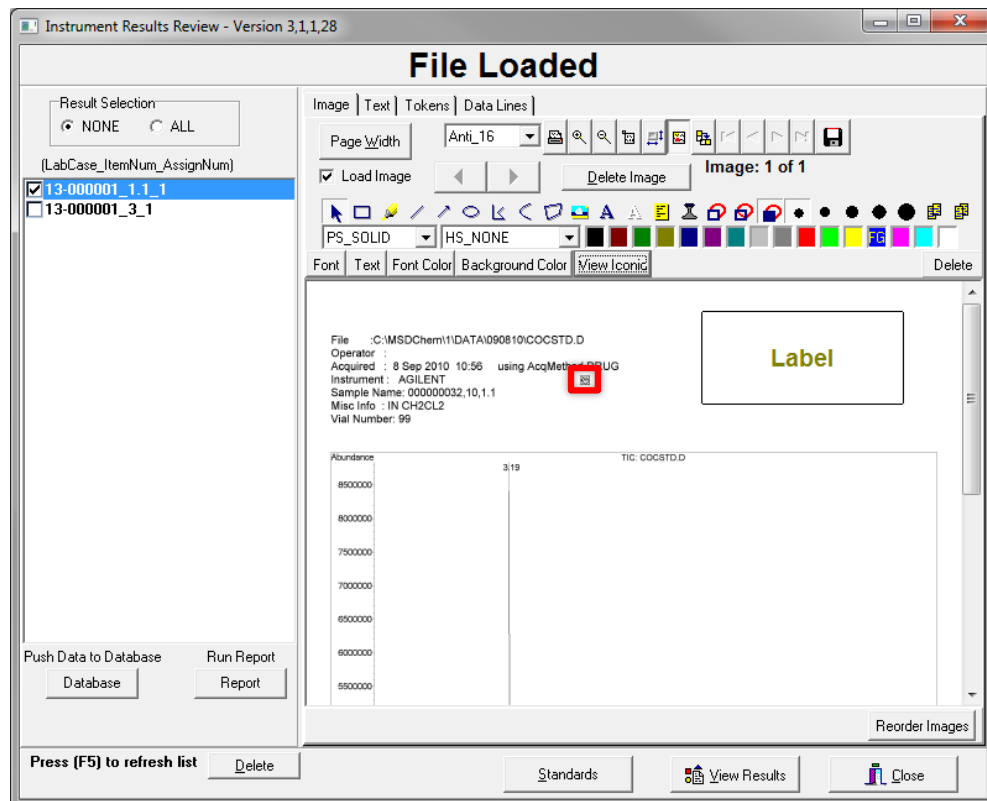 Instrument Results Review - Version 3,1,1,28
File Loaded
Result Selection
NONE ALL
(LabCase_ItemNum_AssignNum)
13-000001_1.1_1
13-000001_3_1
Push Data to Database Run Report
Database Report
Press (F5) to refresh list Delete
Image Text Tokens Data Lines
Page Width Anti_16
Load Image Delete Image Image: 1 of 1
A A
PS_SOLID HS_NONE FG
Font Text Font Color Background Color View Iconic Delete
File :C:\MSDChem\1\DATA\090810\COCSTD.D
Operator :
Acquired : 8 Sep 2010 10:56 using AcqMethod DRUG
Instrument : AGILENT
Sample Name: 000000032,10,1.1
Misc Info : IN CH2CL2
Vial Number: 99
Label
Abundance TIC: COCSTD.D
3.19
8500000
8000000
7500000
7000000
6500000
6000000
5500000
Reorder Images
Standards View Results Close